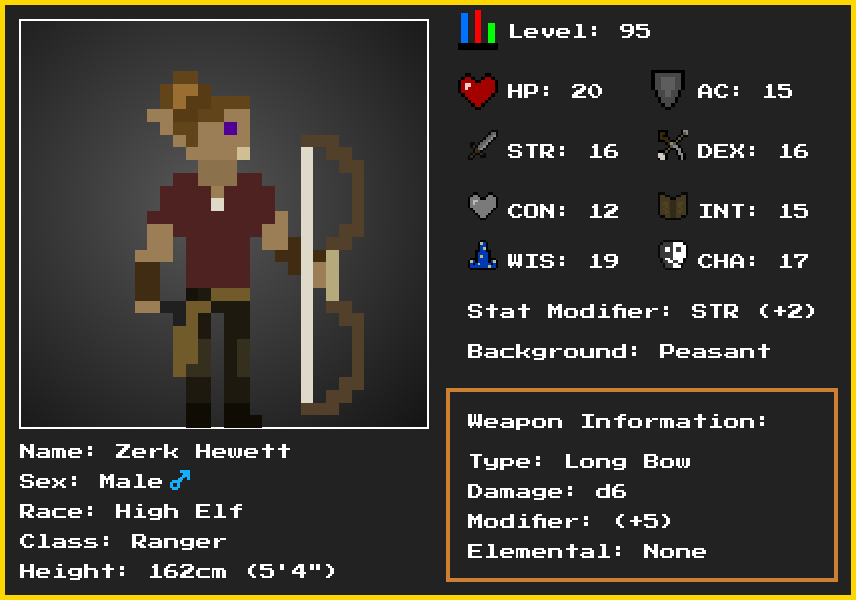 Level: 95
HP: 20 AC: 15
STR: 16 DEX: 16
CON: 12 INT: 15
WIS: 19 CHA: 17
Stat Modifier: STR (+2)
Background: Peasant
Weapon Information:
Type: Long Bow
Damage: d6
Modifier: (+5)
Elemental: None
Name: Zerk Hewett
Sex: Male ♂
Race: High Elf
Class: Ranger
Height: 162cm (5'4")